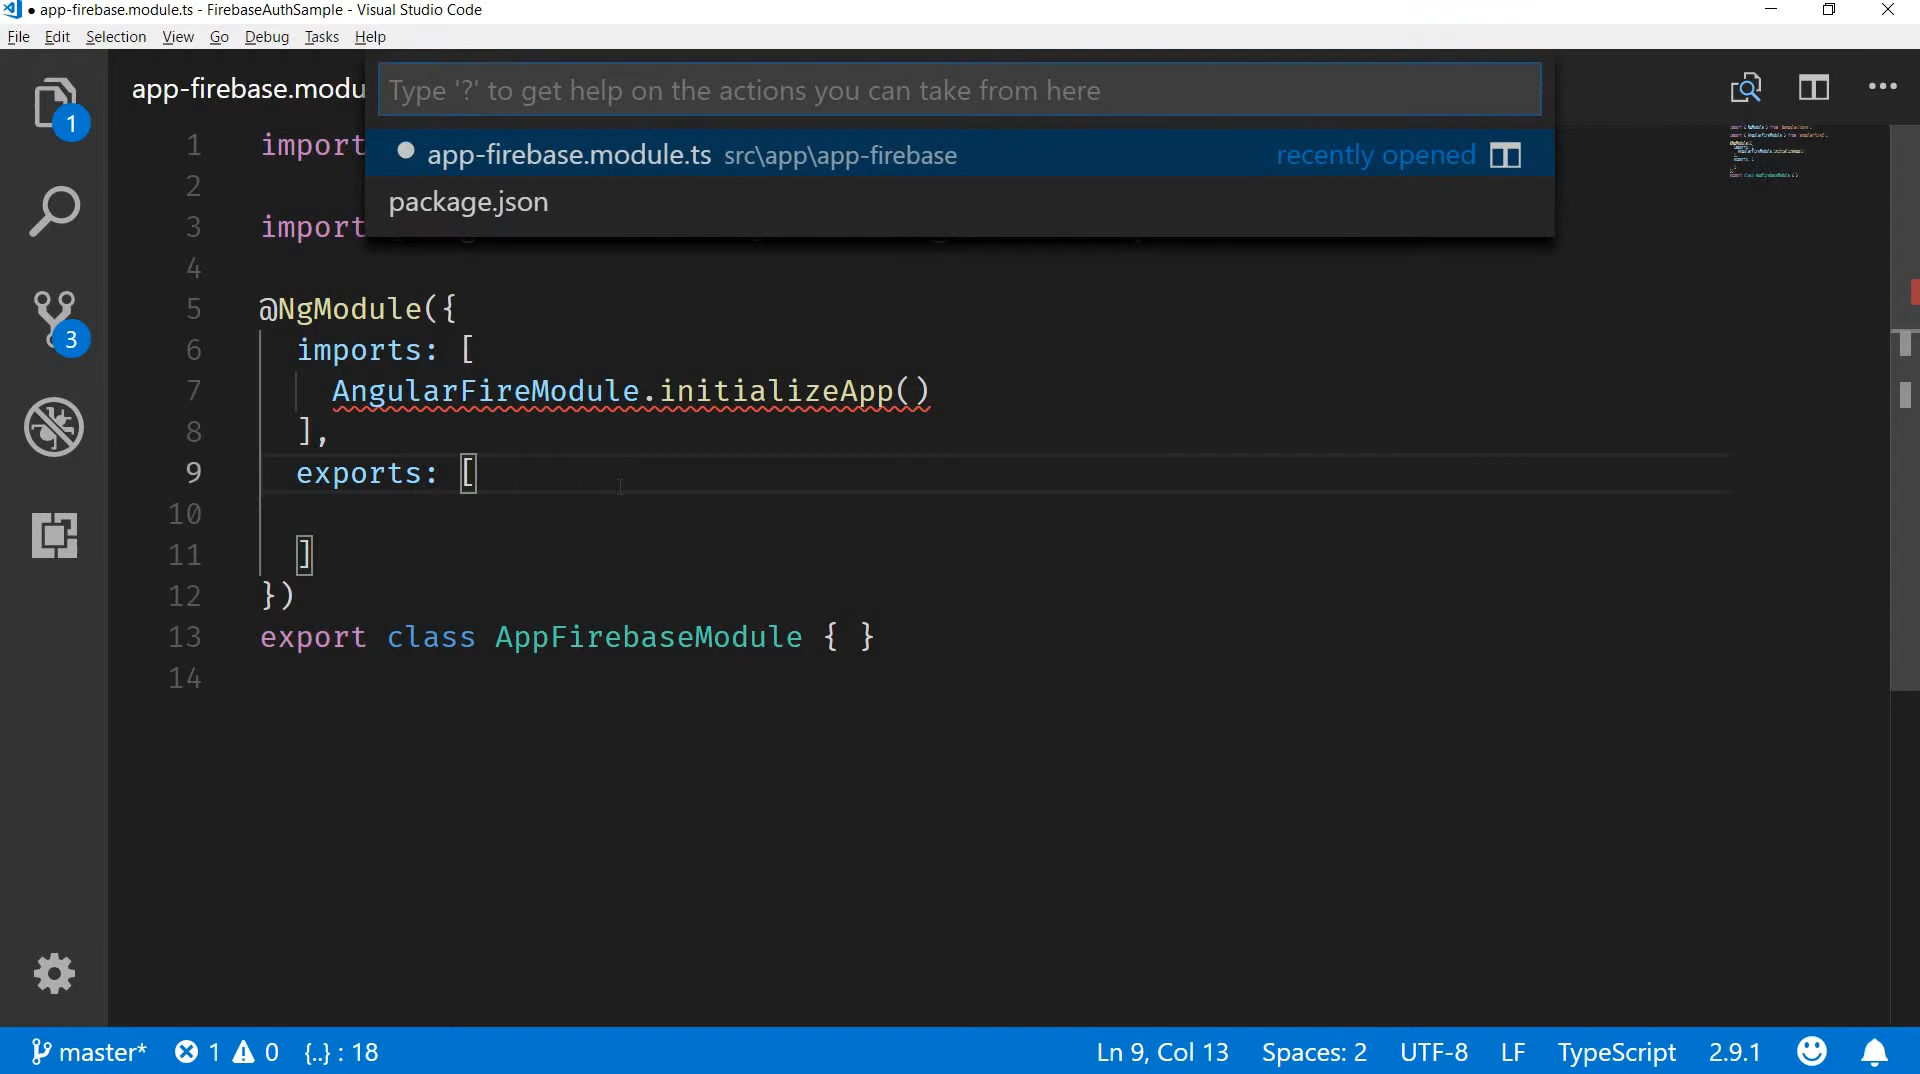 ● app-firebase.module.ts - FirebaseAuthSample - Visual Studio Code
File Edit Selection View Go Debug Tasks Help
app-firebase.modu
Type '?' to get help on the actions you can take from here
app-firebase.module.ts src\app\app-firebase recently opened
package.json
1 import
2
3 import
4
5 @NgModule({
6 imports: [
7 AngularFireModule.initializeApp()
8 ],
9 exports: [
10
11 ]
12 })
13 export class AppFirebaseModule { }
14
1
3
master* 1 0 {..} : 18 Ln 9, Col 13 Spaces: 2 UTF-8 LF TypeScript 2.9.1